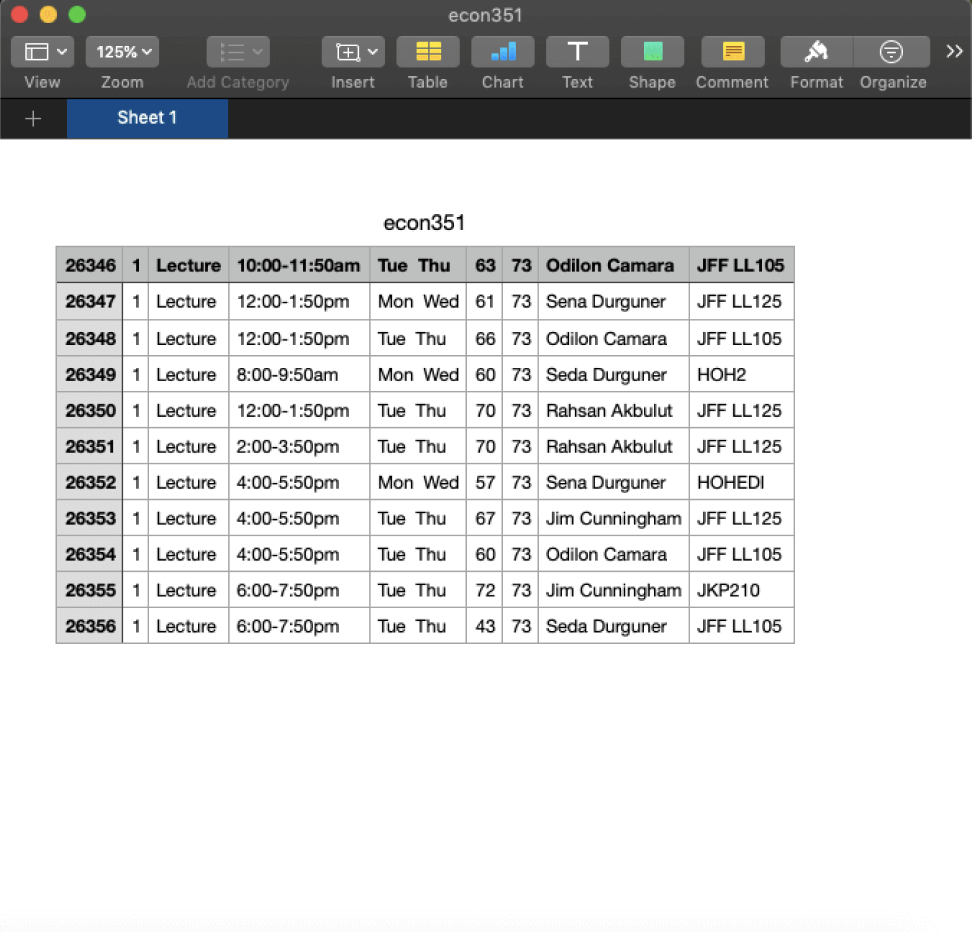 econ351
125%
View Zoom Add Category Insert Table Chart Text Shape Comment Format Organize
Sheet 1
econ351
26346 1 Lecture 10:00-11:50am Tue Thu 63 73 Odilon Camara JFF LL105
26347 1 Lecture 12:00-1:50pm Mon Wed 61 73 Sena Durguner JFF LL125
26348 1 Lecture 12:00-1:50pm Tue Thu 66 73 Odilon Camara JFF LL105
26349 1 Lecture 8:00-9:50am Mon Wed 60 73 Seda Durguner HOH2
26350 1 Lecture 12:00-1:50pm Tue Thu 70 73 Rahsan Akbulut JFF LL125
26351 1 Lecture 2:00-3:50pm Tue Thu 70 73 Rahsan Akbulut JFF LL125
26352 1 Lecture 4:00-5:50pm Mon Wed 57 73 Sena Durguner HOHEDI
26353 1 Lecture 4:00-5:50pm Tue Thu 67 73 Jim Cunningham JFF LL125
26354 1 Lecture 4:00-5:50pm Tue Thu 60 73 Odilon Camara JFF LL105
26355 1 Lecture 6:00-7:50pm Tue Thu 72 73 Jim Cunningham JKP210
26356 1 Lecture 6:00-7:50pm Tue Thu 43 73 Seda Durguner JFF LL105